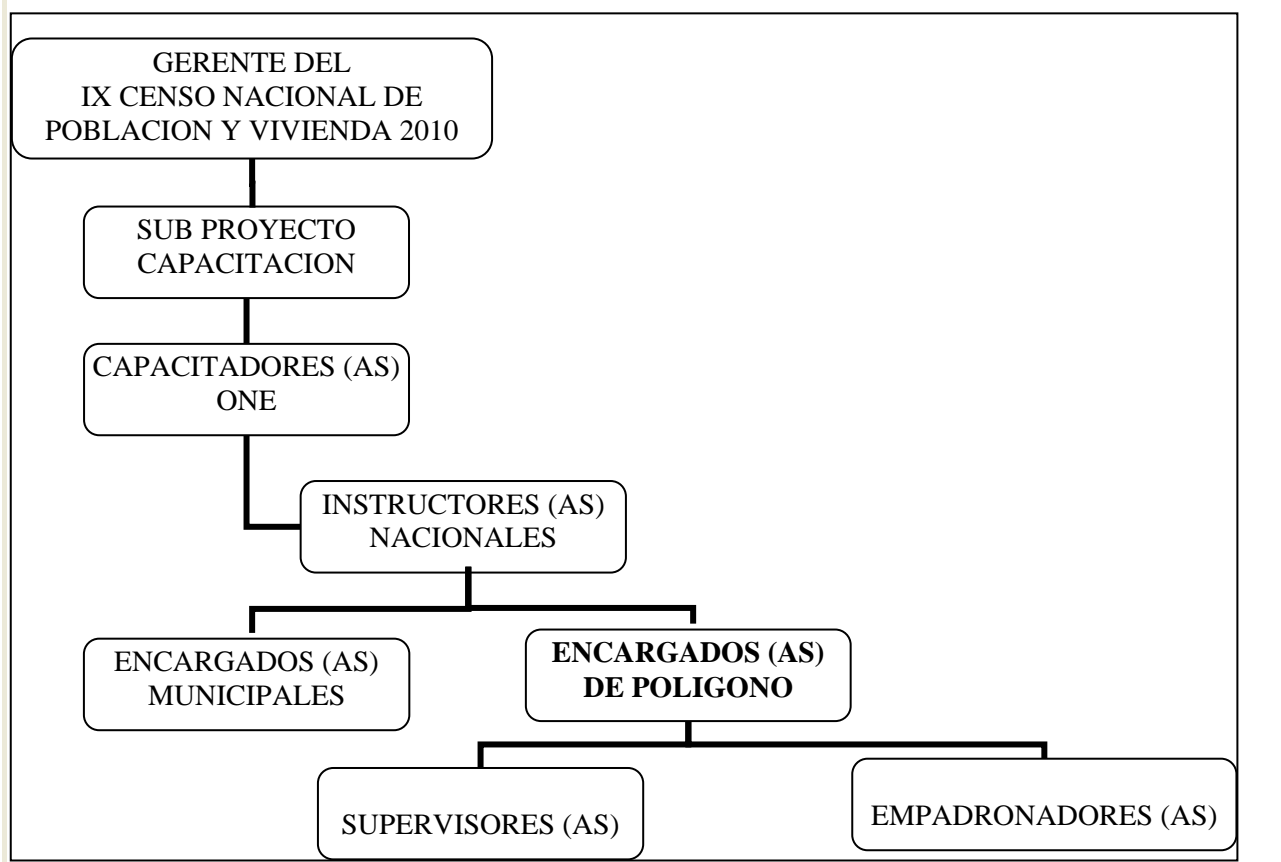 GERENTE DEL
IX CENSO NACIONAL DE
POBLACION Y VIVIENDA 2010
SUB PROYECTO
CAPACITACION
CAPACITADORES (AS)
ONE
INSTRUCTORES (AS)
NACIONALES
ENCARGADOS (AS)
MUNICIPALES
ENCARGADOS (AS)
DE POLIGONO
SUPERVISORES (AS)
EMPADRONADORES (AS)